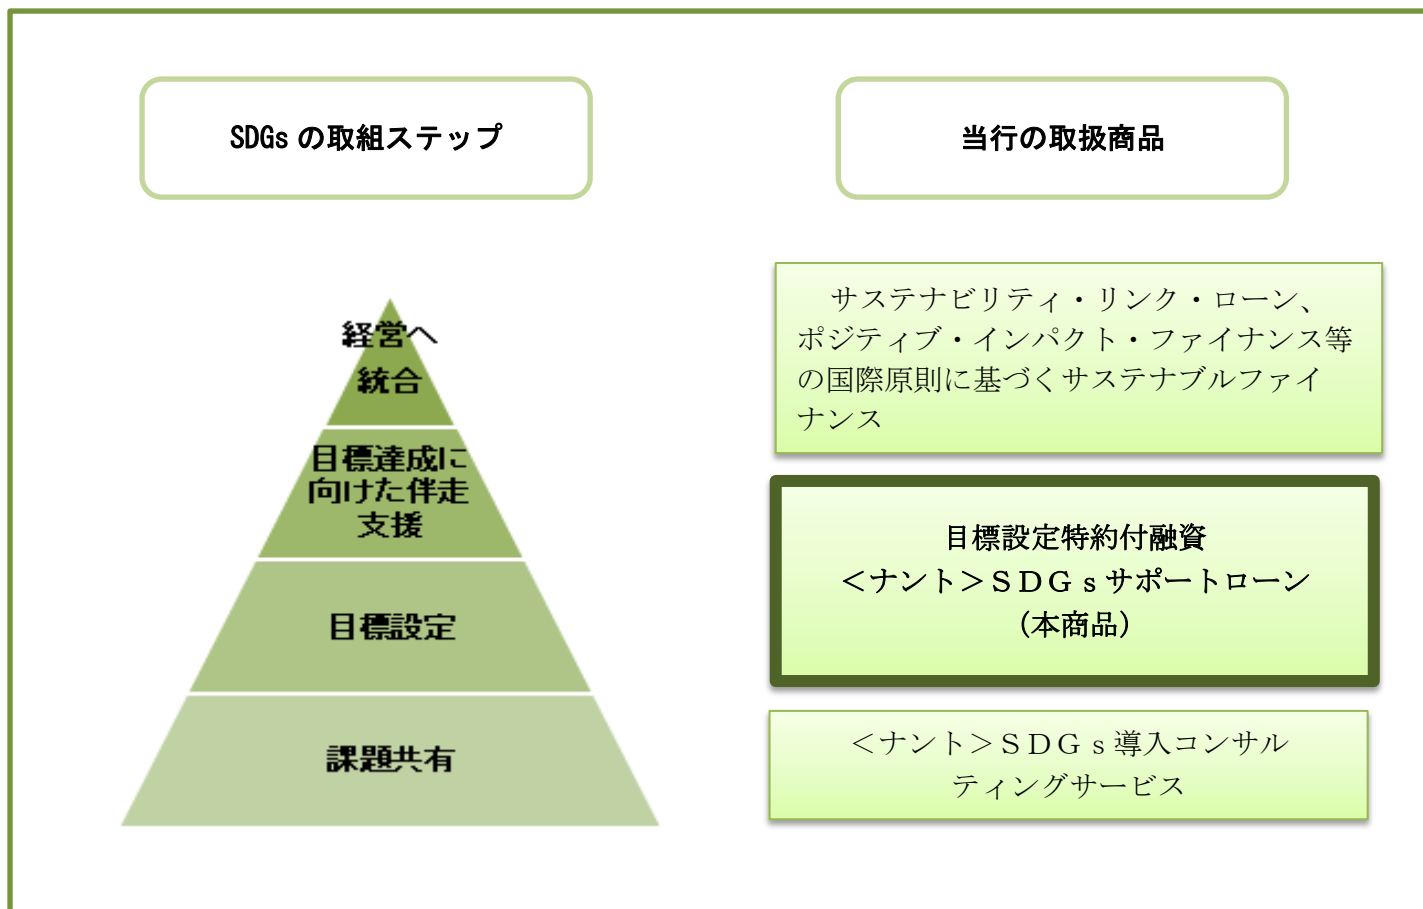 SDGs の取組ステップ
当行の取扱商品
経営へ
統合
目標達成に
向けた伴走
支援
目標設定
課題共有
サステナビリティ・リンク・ローン、
ポジティブ・インパクト・ファイナンス等
の国際原則に基づくサステナブルファイ
ナンス
目標設定特約付融資
＜ナント＞ＳＤＧｓサポートローン
（本商品）
＜ナント＞ＳＤＧｓ導入コンサル
ティングサービス